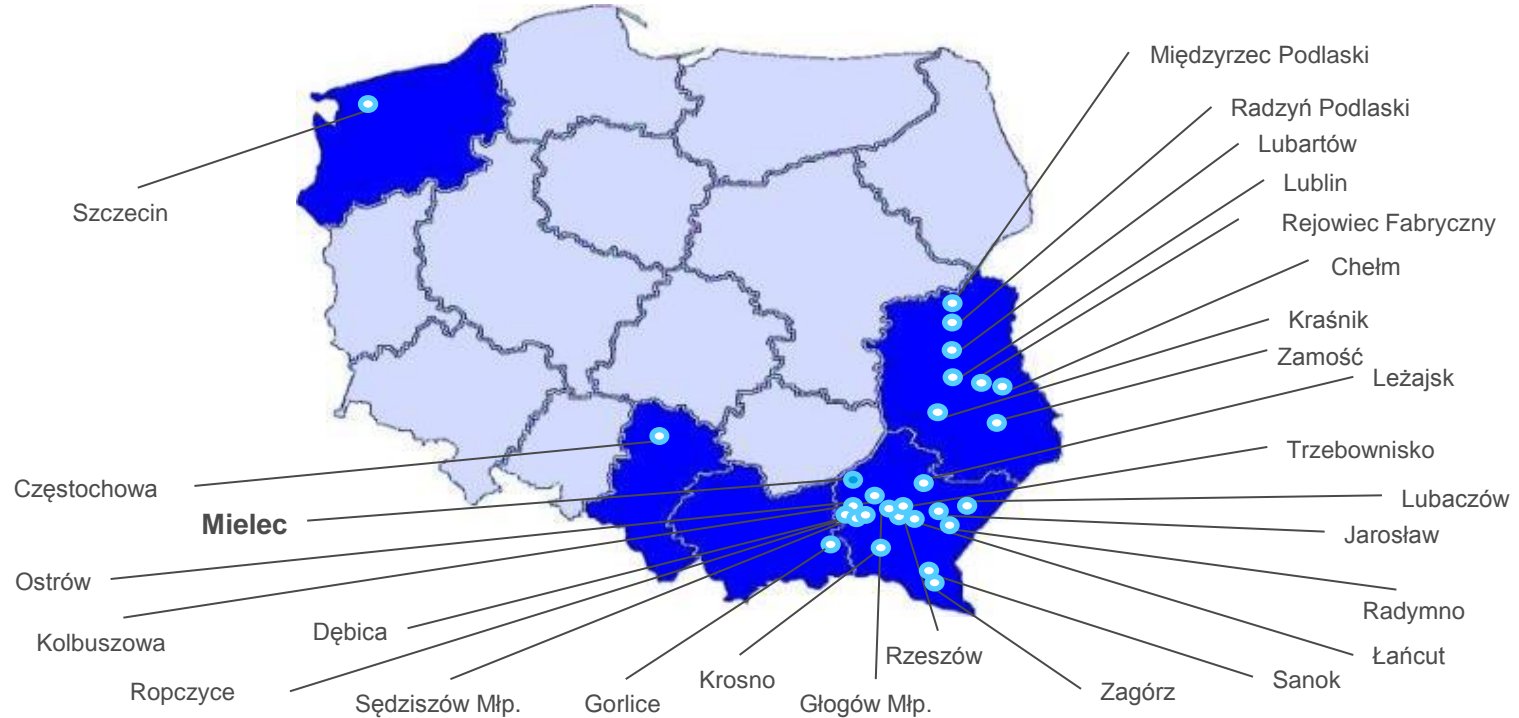 Międzyrzec Podlaski
Radzyń Podlaski
Lubartów
Lublin
Szczecin
Rejowiec Fabryczny
Chełm
Kraśnik
Zamość
Leżajsk
Trzebownisko
Częstochowa
Lubaczów
Mielec
Jarosław
Ostrów
Radymno
Dębica
Kolbuszowa
Rzeszów
Łańcut
Krosno
Sanok
Ropczyce
Zagórz
Sędziszów Młp.
Gorlice
Głogów Młp.